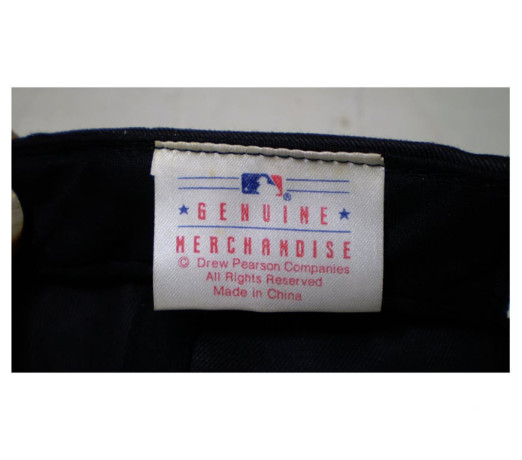 ®
★ GENUINE ★
MERCHANDISE
© Drew Pearson Companies
All Rights Reserved
Made in China